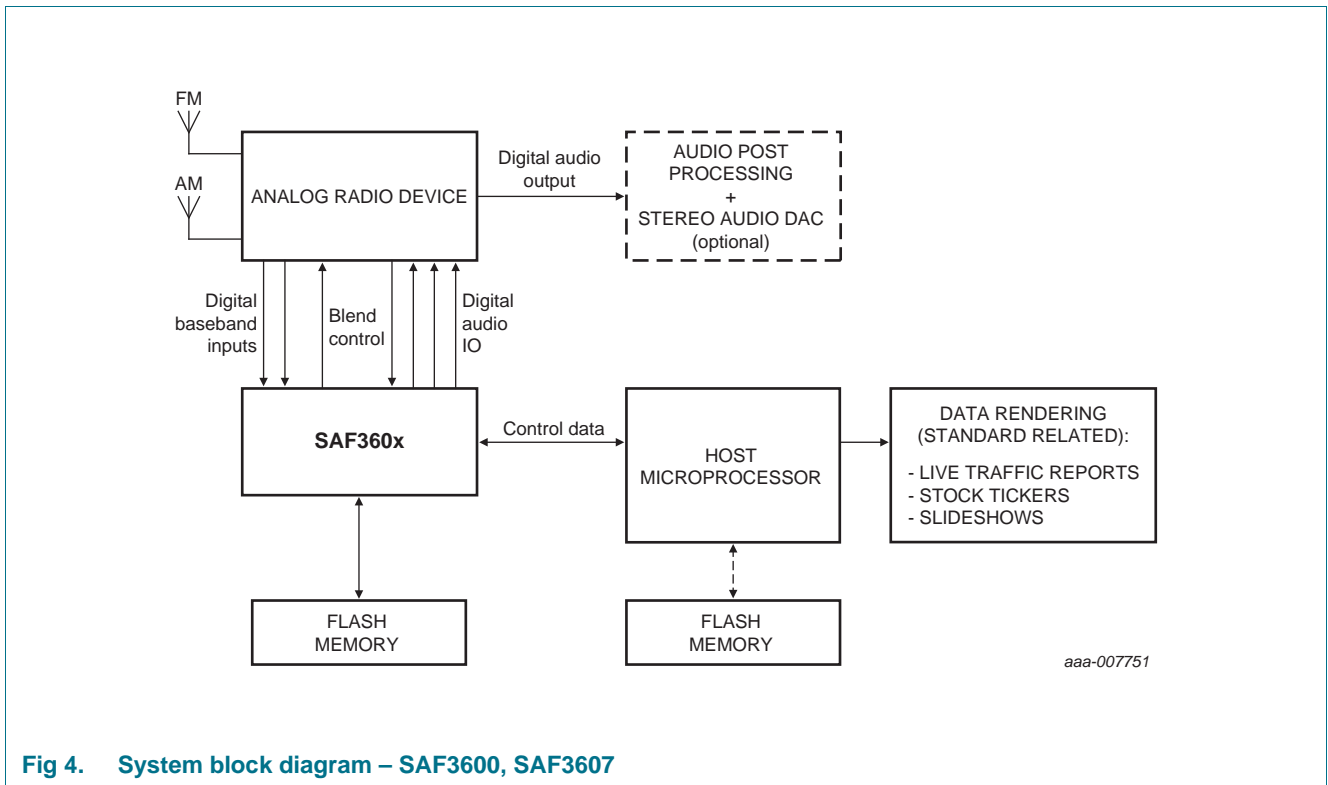 FM
AM
ANALOG RADIO DEVICE
Digital audio
output
AUDIO POST
PROCESSING
+
STEREO AUDIO DAC
(optional)
Digital
baseband
inputs
Blend
control
Digital
audio
IO
SAF360x
Control data
HOST
MICROPROCESSOR
DATA RENDERING
(STANDARD RELATED):
- LIVE TRAFFIC REPORTS
- STOCK TICKERS
- SLIDESHOWS
FLASH
MEMORY
FLASH
MEMORY
aaa-007751
Fig 4. System block diagram – SAF3600, SAF3607